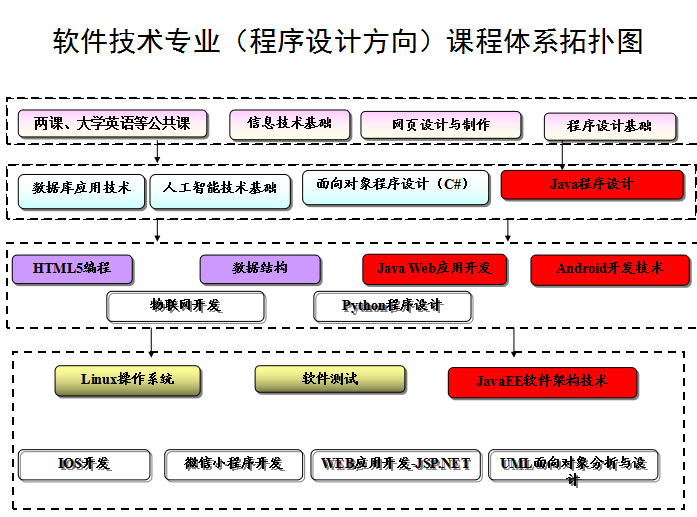 软件技术专业（程序设计方向）课程体系拓扑图
两课、大学英语等公共课
信息技术基础
网页设计与制作
程序设计基础
数据库应用技术
人工智能技术基础
面向对象程序设计（C#）
Java程序设计
HTML5编程
数据结构
Java Web应用开发
Android开发技术
物联网开发
Python程序设计
Linux操作系统
软件测试
JavaEE软件架构技术
IOS开发
微信小程序开发
WEB应用开发-JSP.NET
UML面向对象分析与设
计